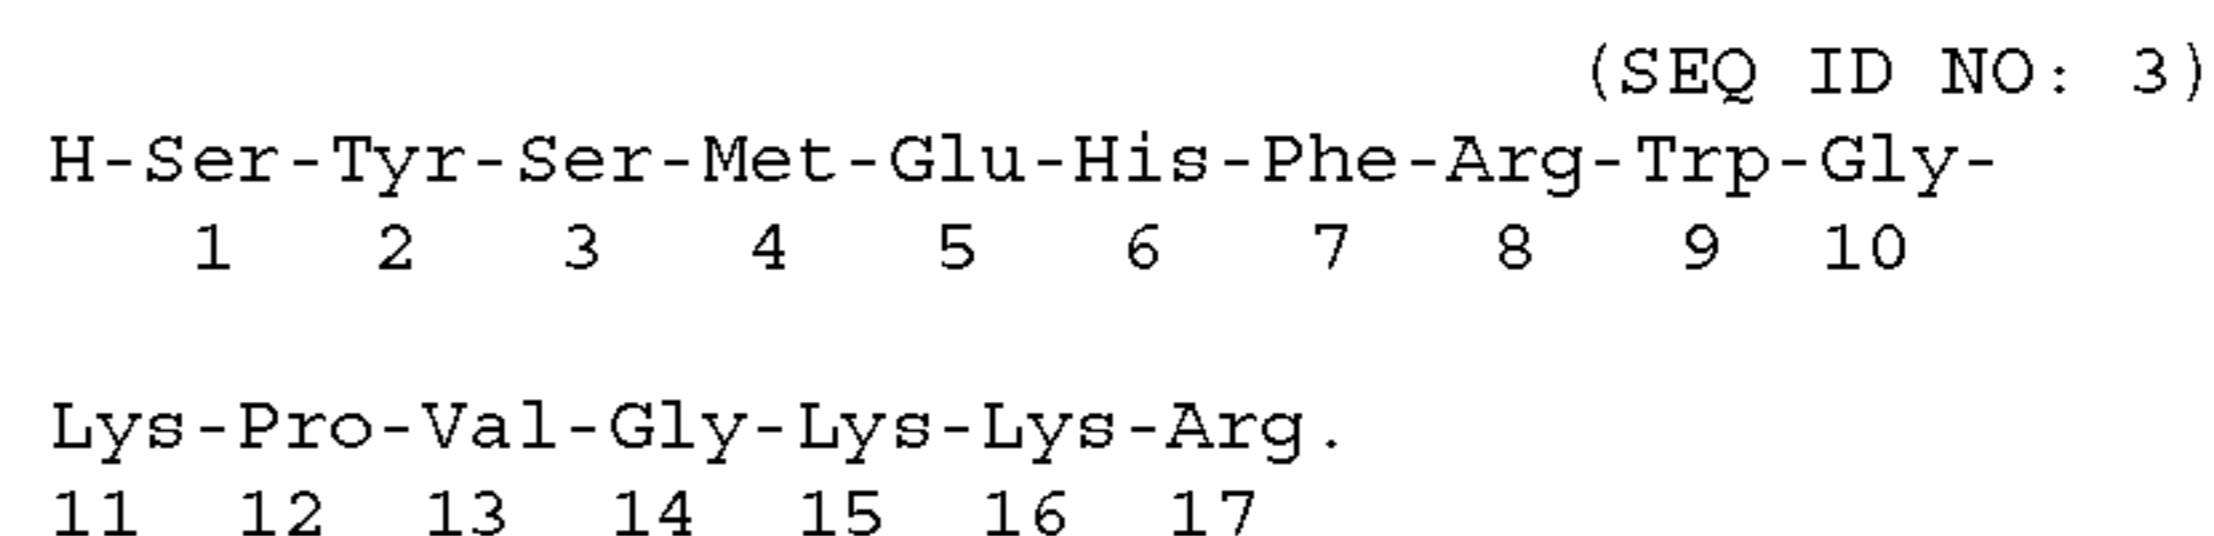 (SEQ ID NO: 3)
H-Ser-Tyr-Ser-Met-Glu-His-Phe-Arg-Trp-Gly-
1 2 3 4 5 6 7 8 9 10
Lys-Pro-Val-Gly-Lys-Lys-Arg.
11 12 13 14 15 16 17